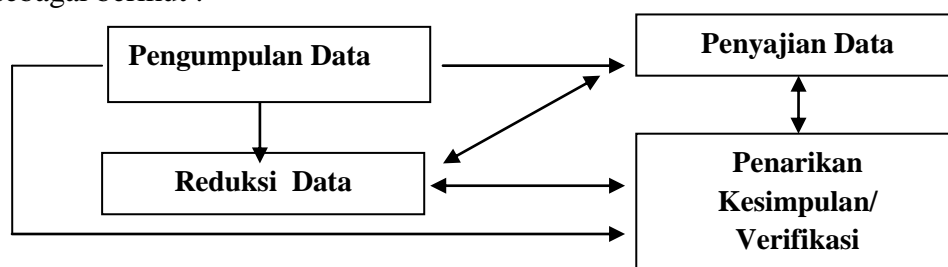 sebagai berikut :
Pengumpulan Data
Penyajian Data
Reduksi Data
Penarikan
Kesimpulan/
Verifikasi